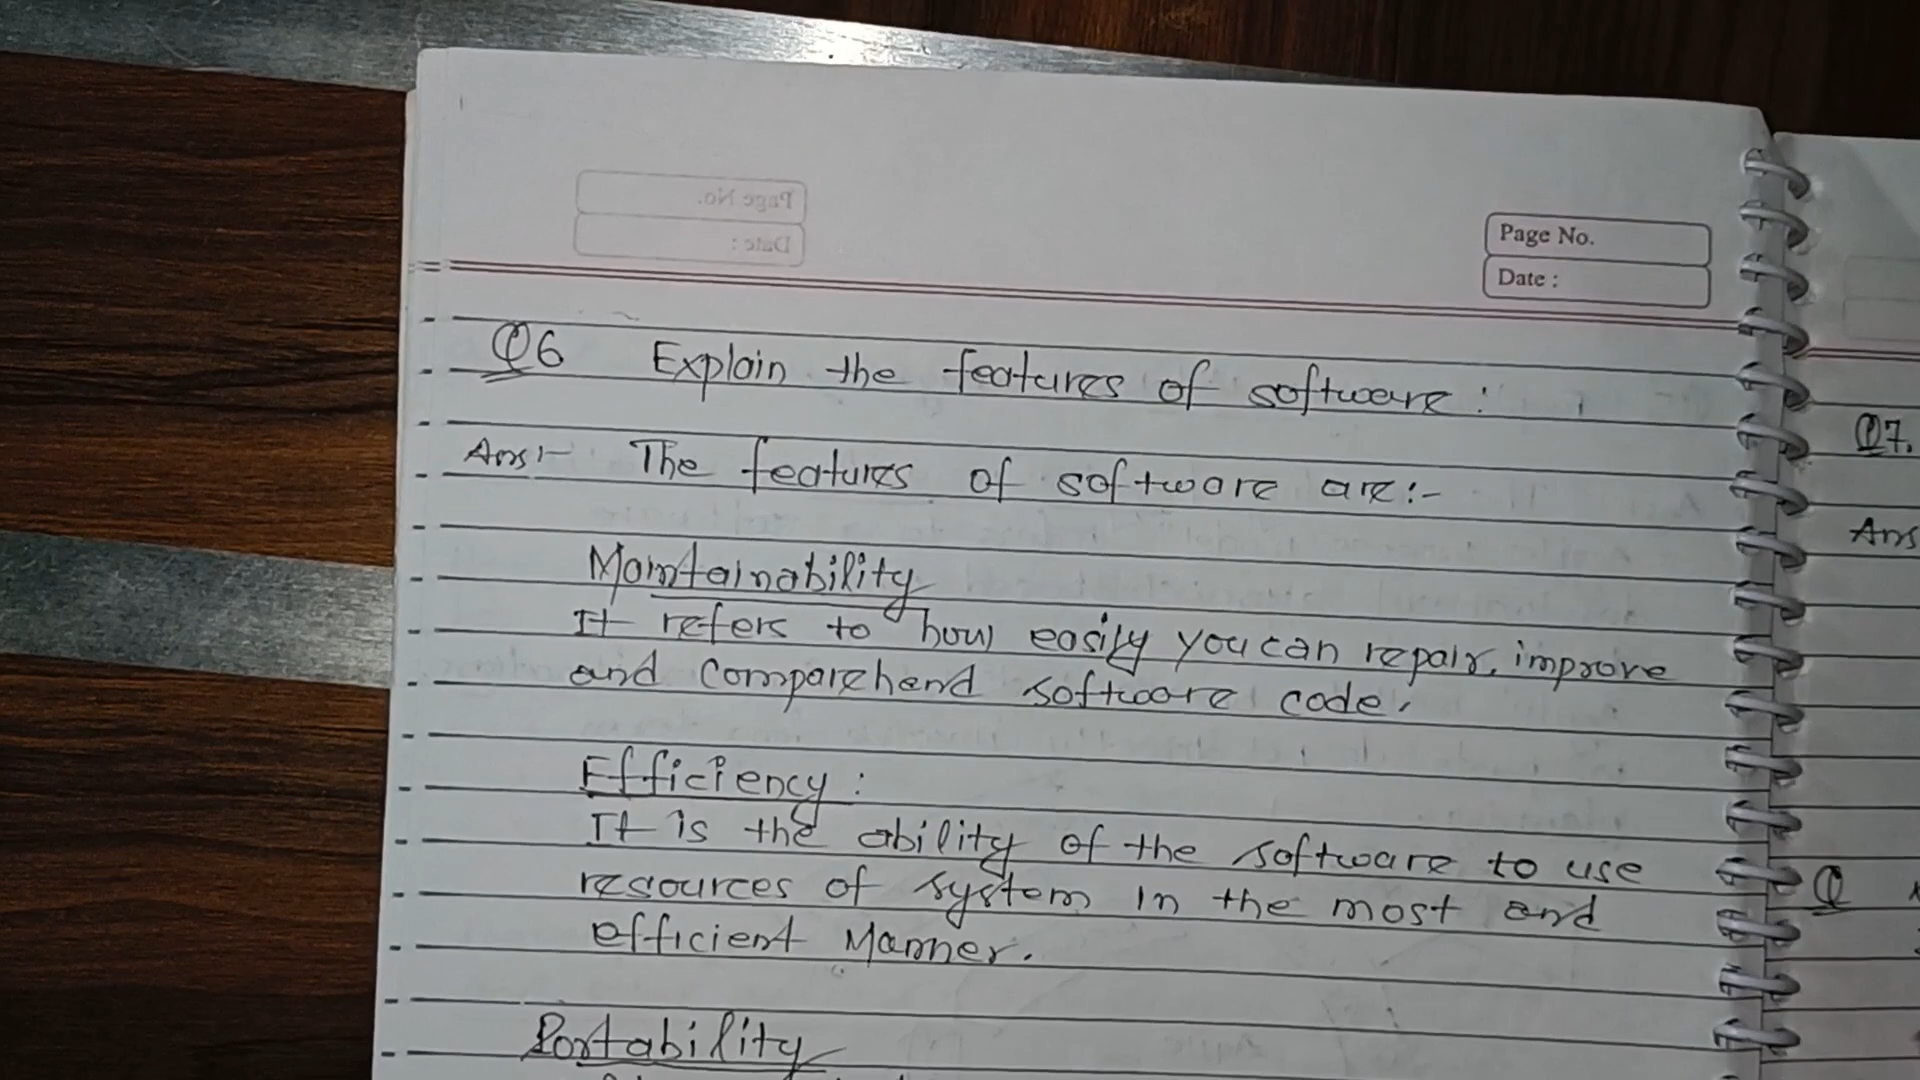 Page No.
Date :
Q6 Explain the features of software :
Ans :- The features of software are :-
Maintainability
It refers to how easily you can repair, improve
and comparehend software code.
Efficiency :
It is the ability of the software to use
resources of system in the most and
efficient Manner.
Portability
Q7.
Ans
Q